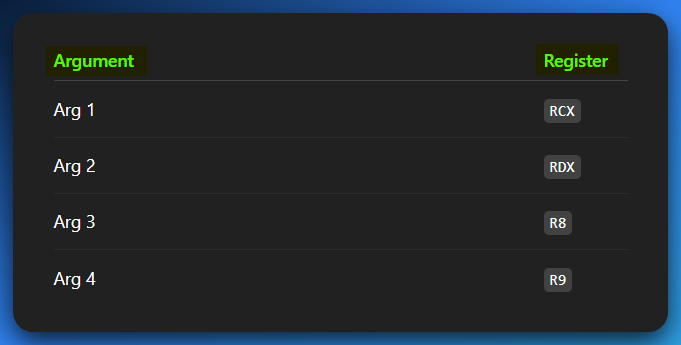 Argument Register
Arg 1 RCX
Arg 2 RDX
Arg 3 R8
Arg 4 R9